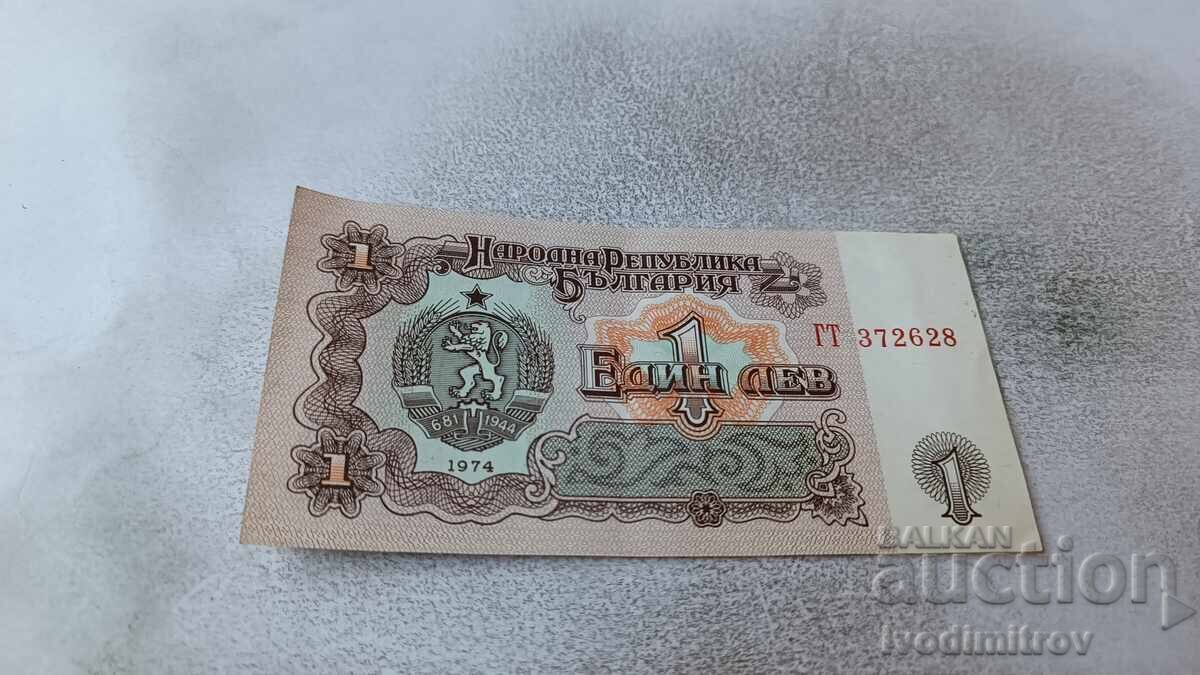 1
НАРОДНА РЕПУБЛИКА
БЪЛГАРИЯ
1
ЕДИН ЛЕВ
ГТ 372628
681 1944
1974
1
1
BALKAN
auction
ivodimitrov